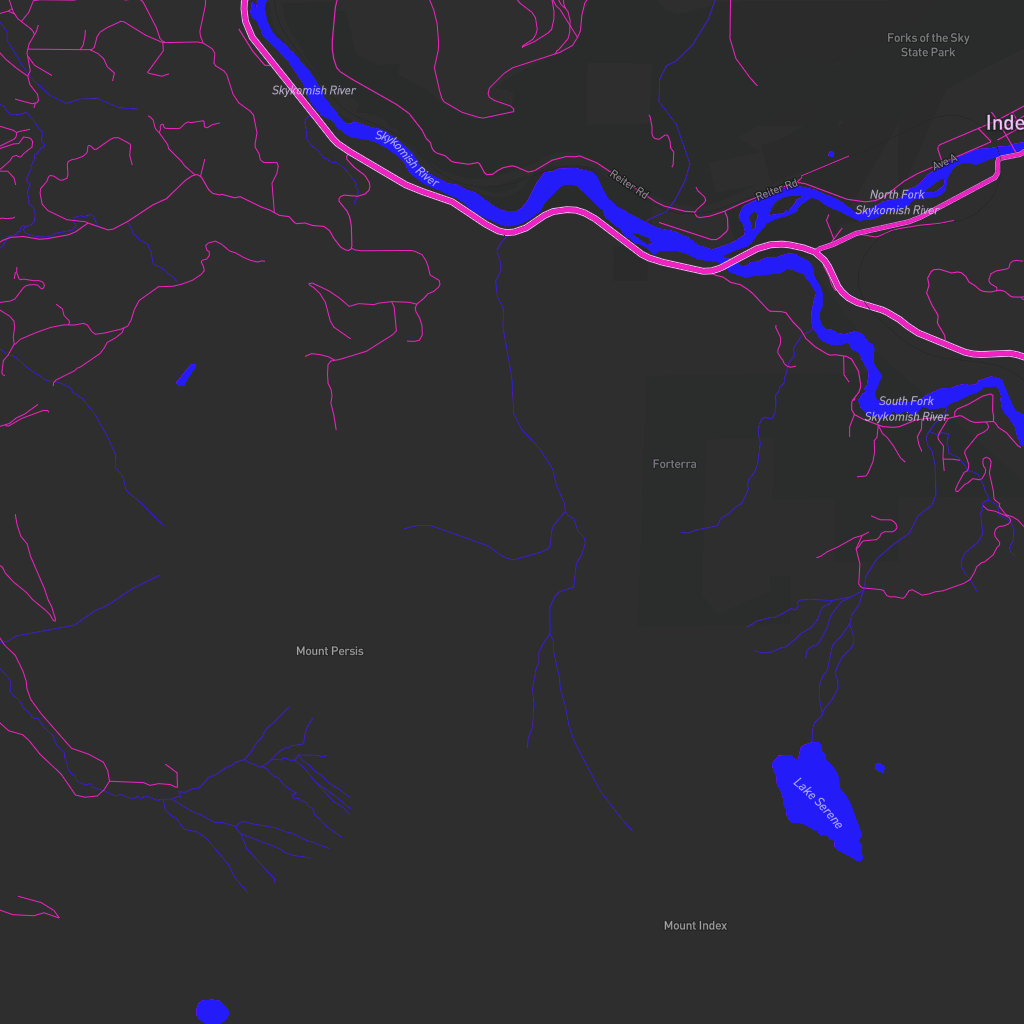 Forks of the Sky
State Park
Skykomish River
Inde
Skykomish River
Ave A
Reiter Rd
Reiter Rd
North Fork
Skykomish River
South Fork
Skykomish River
Forterra
Mount Persis
Lake Serene
Mount Index